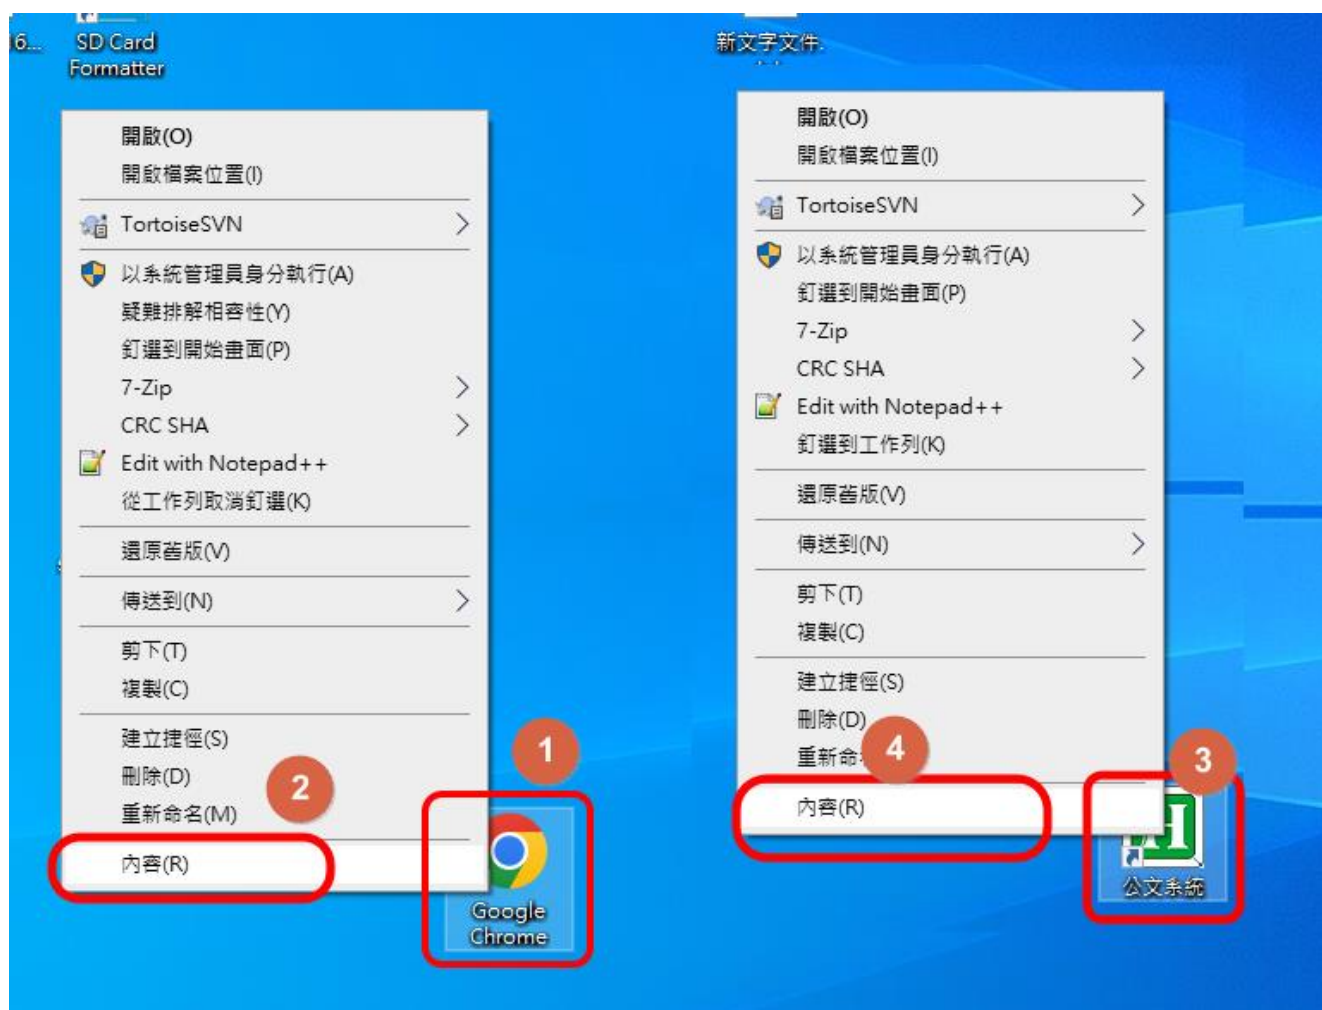 6...
SD Card
Formatter
開啟(O)
開啟檔案位置(I)
TortoiseSVN
以系統管理員身分執行(A)
疑難排解相容性(Y)
釘選到開始畫面(P)
7-Zip
CRC SHA
Edit with Notepad++
從工作列取消釘選(K)
還原舊版(V)
傳送到(N)
剪下(T)
複製(C)
建立捷徑(S)
刪除(D)
重新命名(M)
內容(R)
2
1
Google
Chrome
新文字文件.
開啟(O)
開啟檔案位置(I)
TortoiseSVN
以系統管理員身分執行(A)
釘選到開始畫面(P)
7-Zip
CRC SHA
Edit with Notepad++
釘選到工作列(K)
還原舊版(V)
傳送到(N)
剪下(T)
複製(C)
建立捷徑(S)
刪除(D)
重新命
內容(R)
4
3
H
公文系統